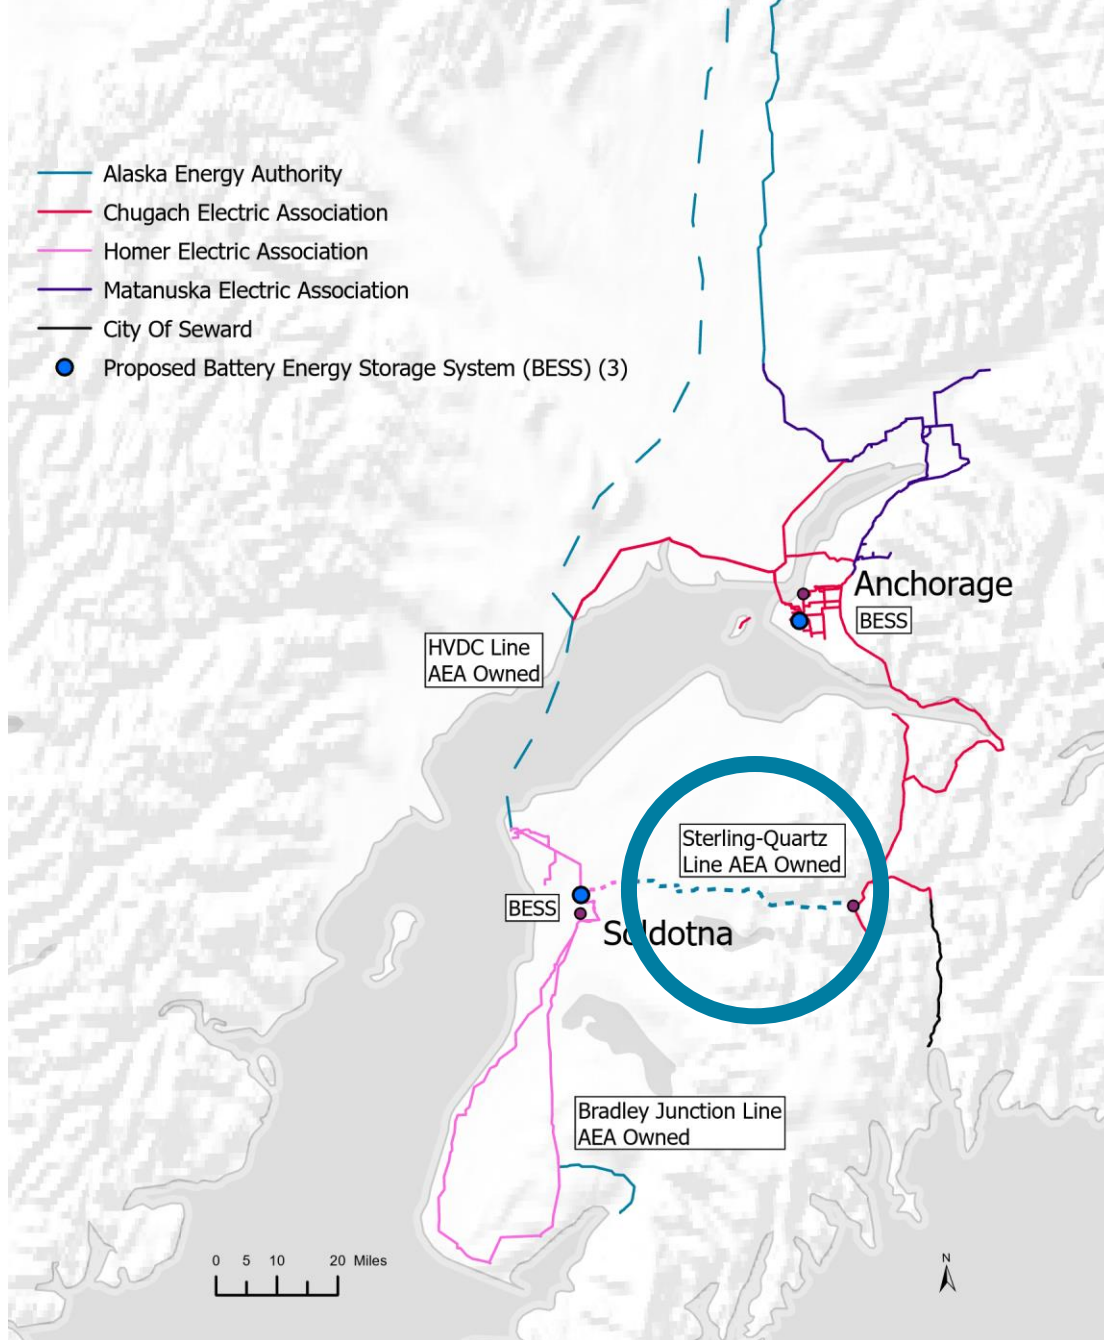 Alaska Energy Authority
Chugach Electric Association
Homer Electric Association
Matanuska Electric Association
City Of Seward
Proposed Battery Energy Storage System (BESS) (3)
Anchorage
BESS
HVDC Line
AEA Owned
Sterling-Quartz
Line AEA Owned
BESS
Soldotna
Bradley Junction Line
AEA Owned
0 5 10 20 Miles
N